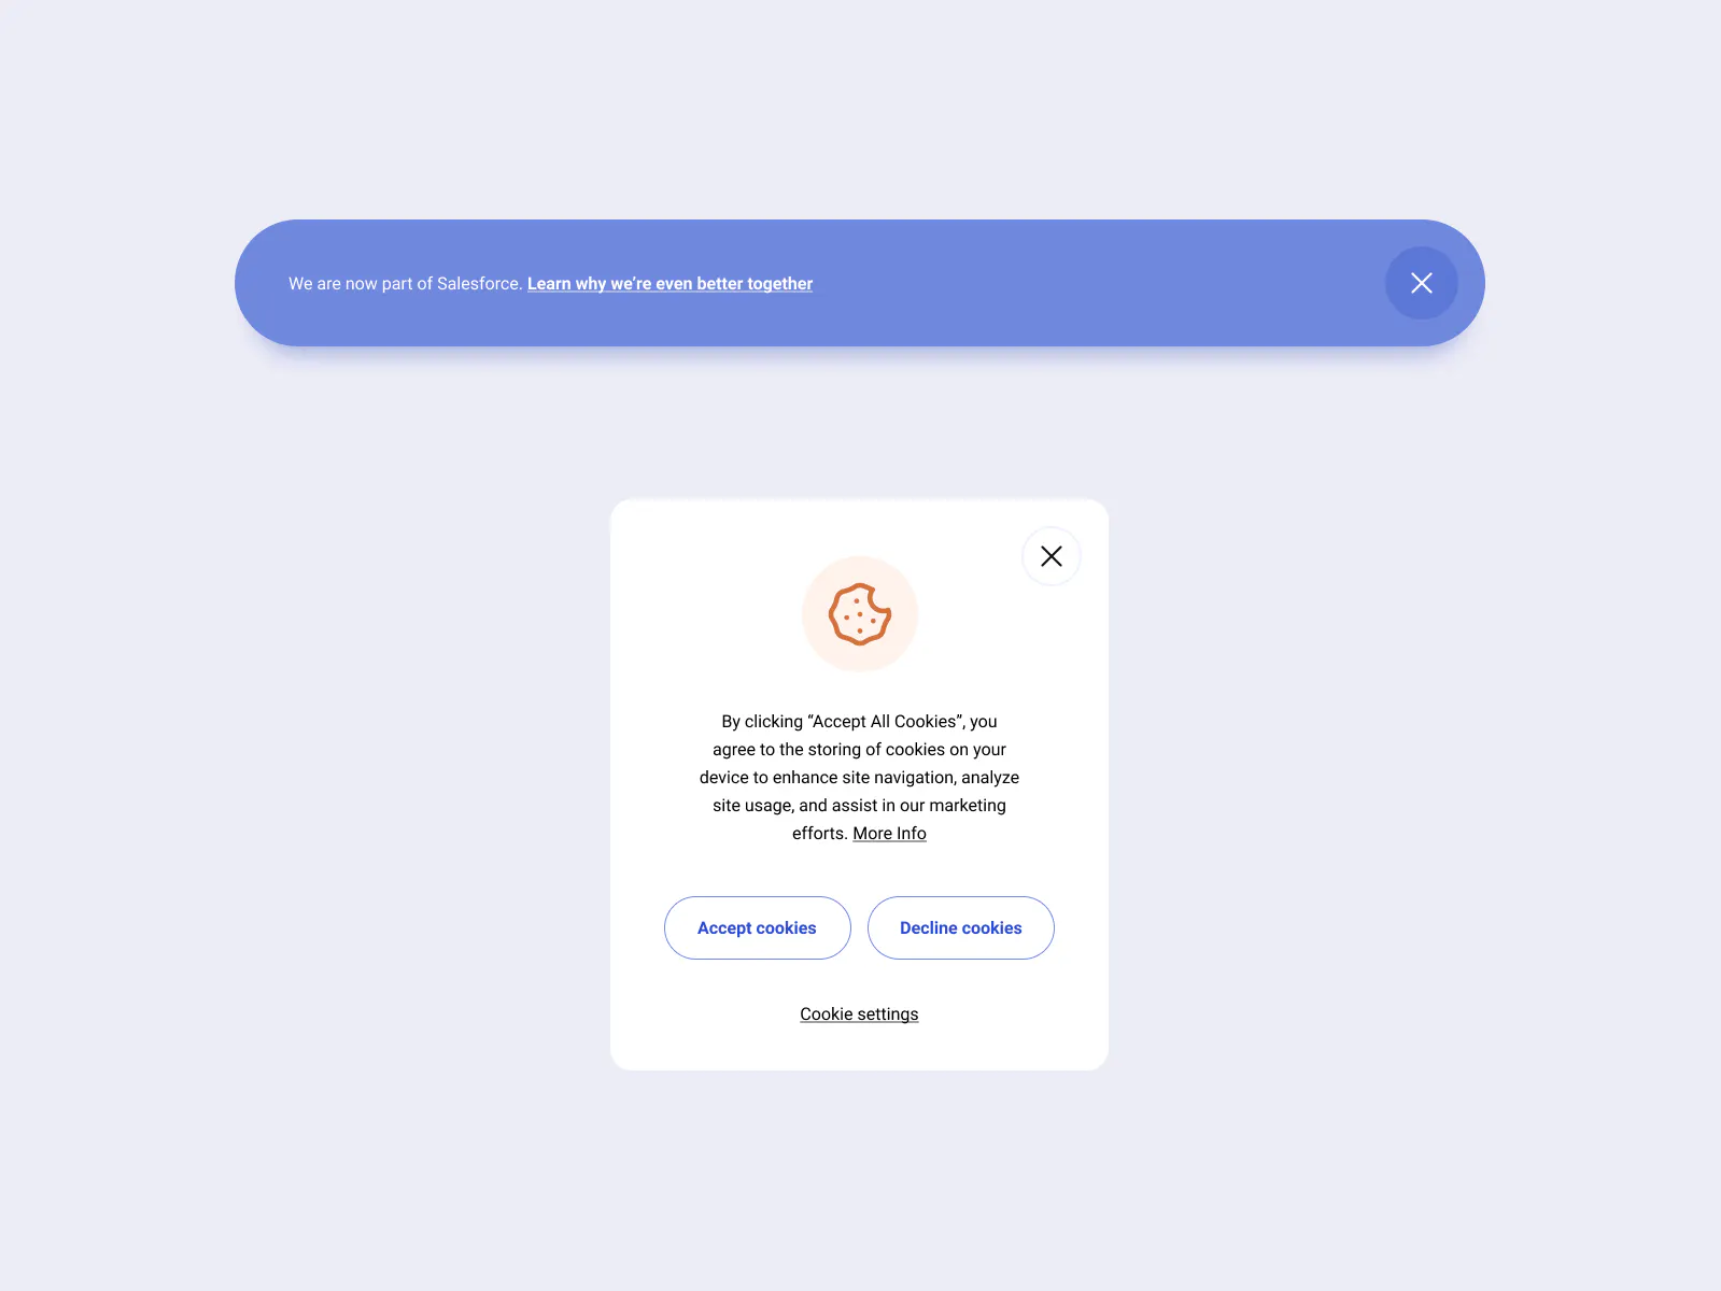 We are now part of Salesforce. Learn why we’re even better together
By clicking “Accept All Cookies”, you
agree to the storing of cookies on your
device to enhance site navigation, analyze
site usage, and assist in our marketing
efforts. More Info
Accept cookies
Decline cookies
Cookie settings